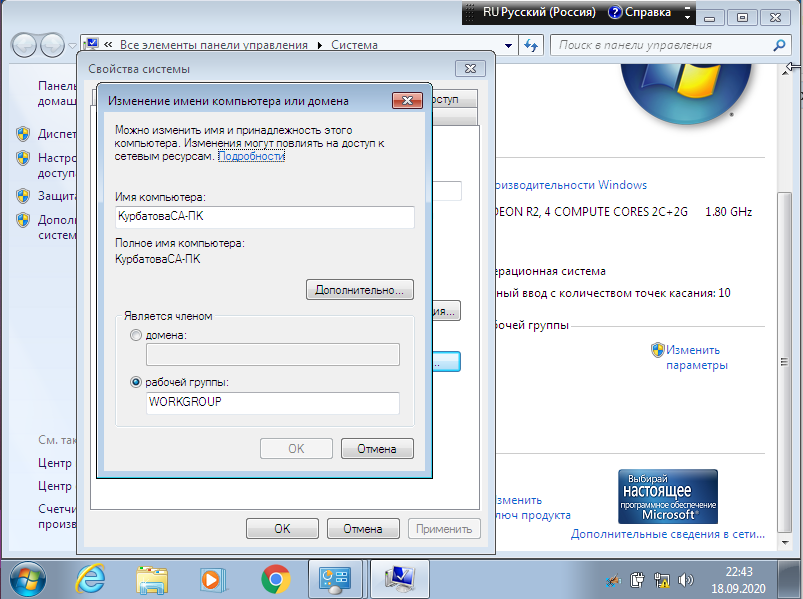 RU Русский (Россия) Справка
« Все элементы панели управления Система
Поиск в панели управления
Панель
домаш
Диспет
Настро
доступ
Защита
Допол
систем
См. так
Центр
Центр
Счетчи
произв
Свойства системы
оступ
Изменение имени компьютера или домена
Можно изменить имя и принадлежность этого
компьютера. Изменения могут повлиять на доступ к
сетевым ресурсам. Подробности
Имя компьютера:
КурбатоваСА-ПК
Полное имя компьютера:
КурбатоваСА-ПК
Дополнительно...
Является членом
домена:
рабочей группы:
WORKGROUP
OK Отмена
ия...
...
OK Отмена Применить
оизводительности Windows
DEON R2, 4 COMPUTE CORES 2C+2G 1.80 GHz
ерационная система
ный ввод с количеством точек касания: 10
бочей группы
Изменить
параметры
Выбирай
настоящее
программное обеспечение
Microsoft®
зменить
люч продукта
Дополнительные сведения в сети...
22:43
18.09.2020